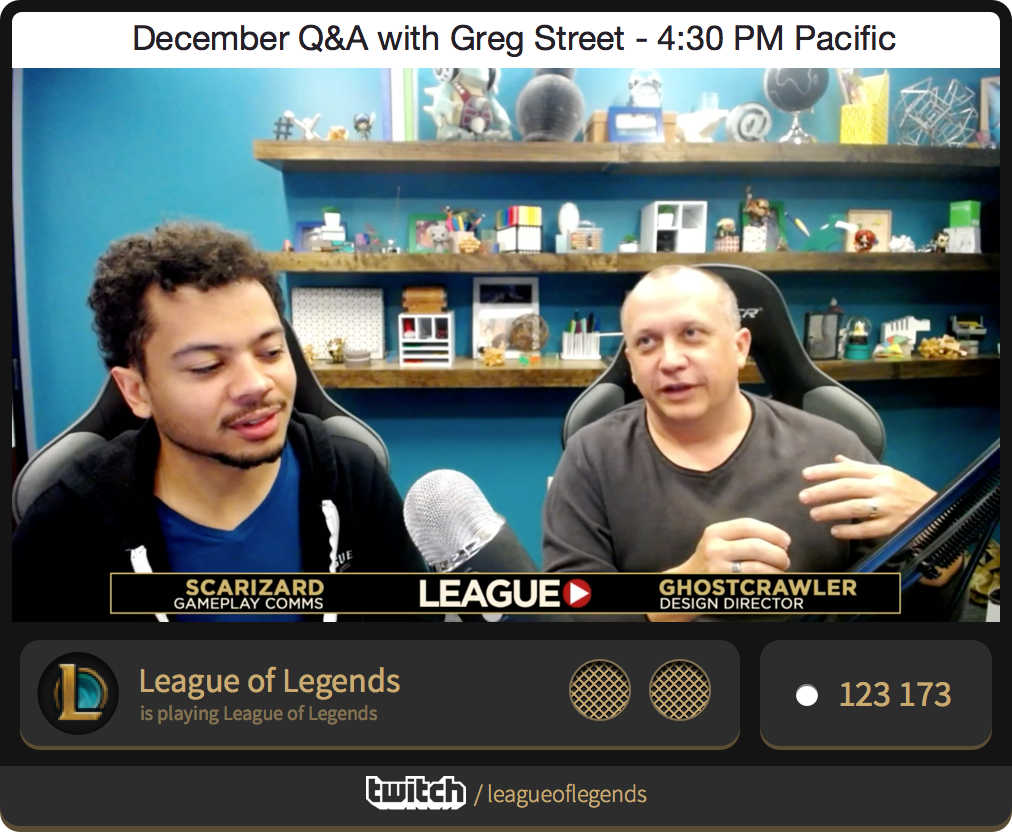 December Q&A with Greg Street - 4:30 PM Pacific
SCARIZARD
GAMEPLAY COMMS
LEAGUE
GHOSTCRAWLER
DESIGN DIRECTOR
League of Legends
is playing League of Legends
123 173
twitch / leagueoflegends